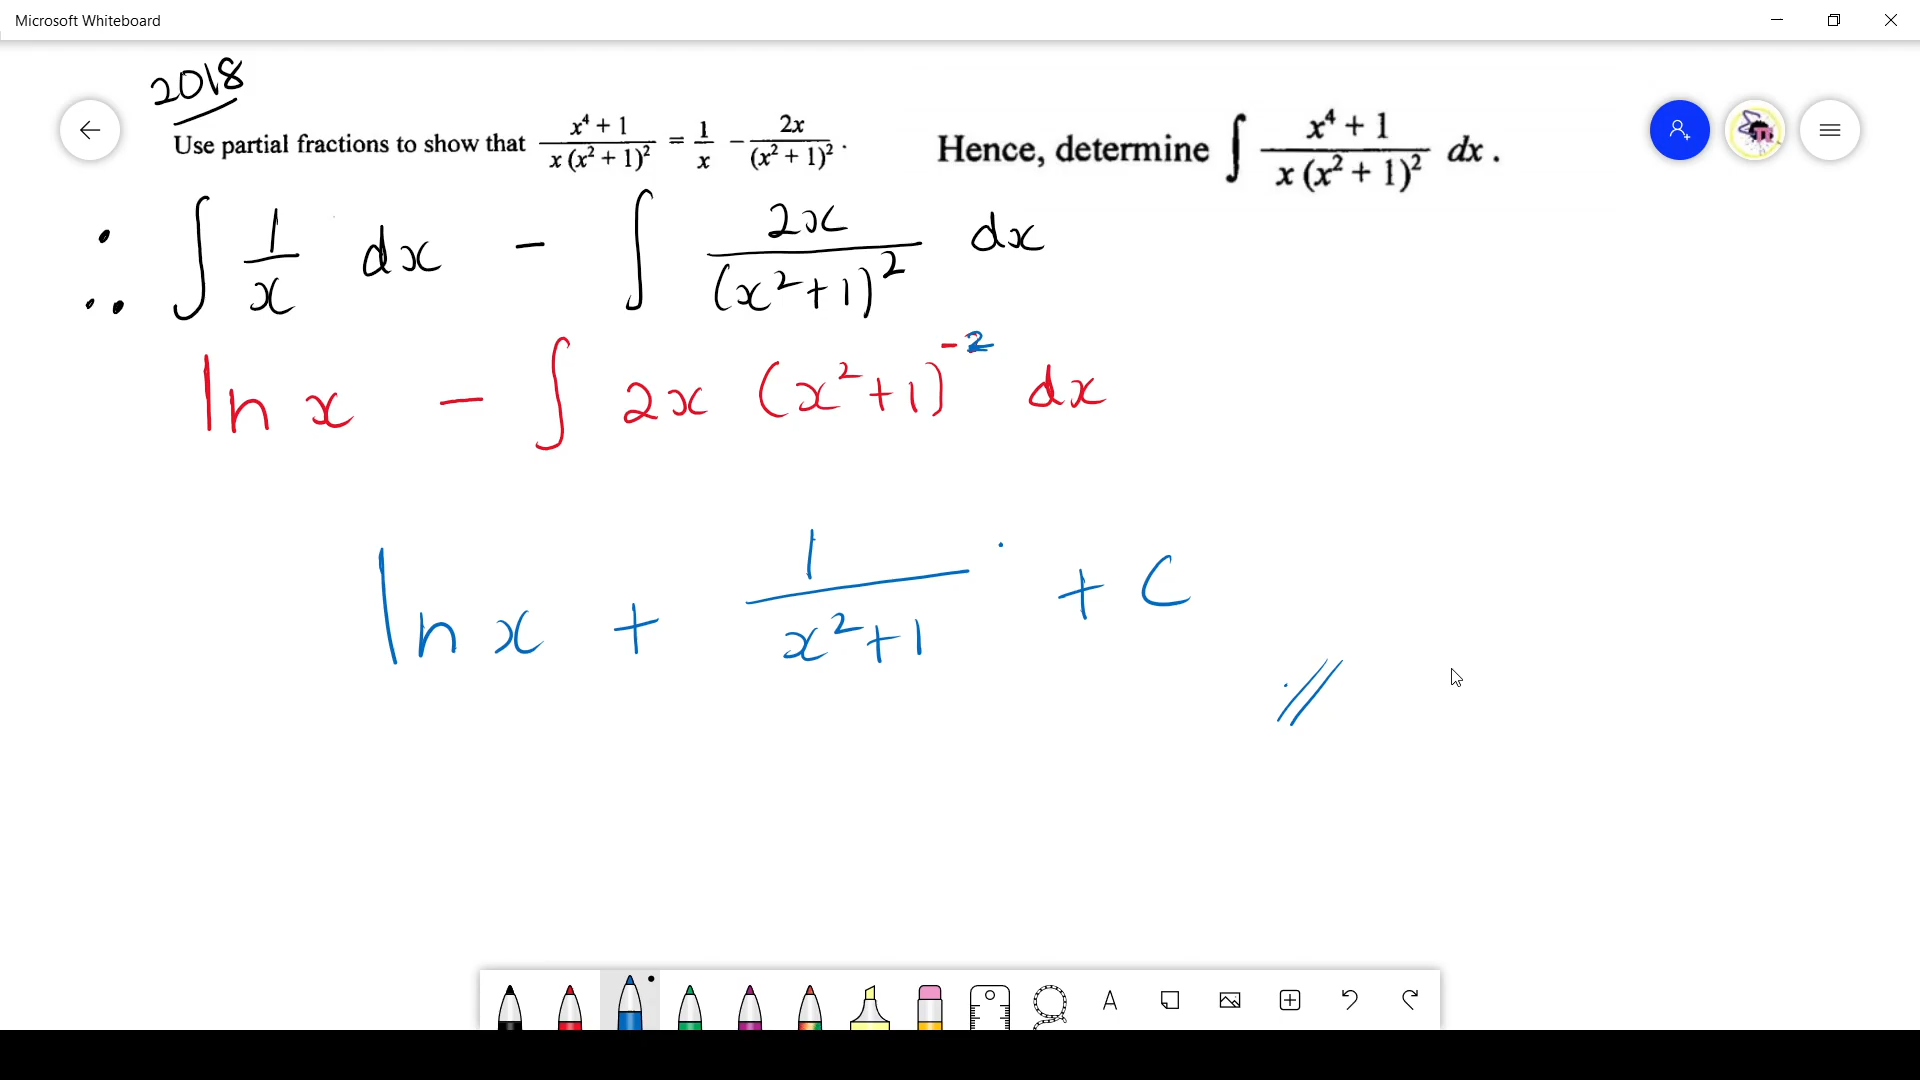 Microsoft Whiteboard
2018
Use partial fractions to show that (x⁴ + 1)/(x (x² + 1)²) = 1/x − 2x/(x² + 1)² .
Hence, determine ∫ (x⁴ + 1)/(x (x² + 1)²) dx .
∴ ∫ 1/x dx − ∫ 2x/(x²+1)² dx
ln x − ∫ 2x (x²+1)⁻² dx
ln x + 1/(x²+1) + C
A